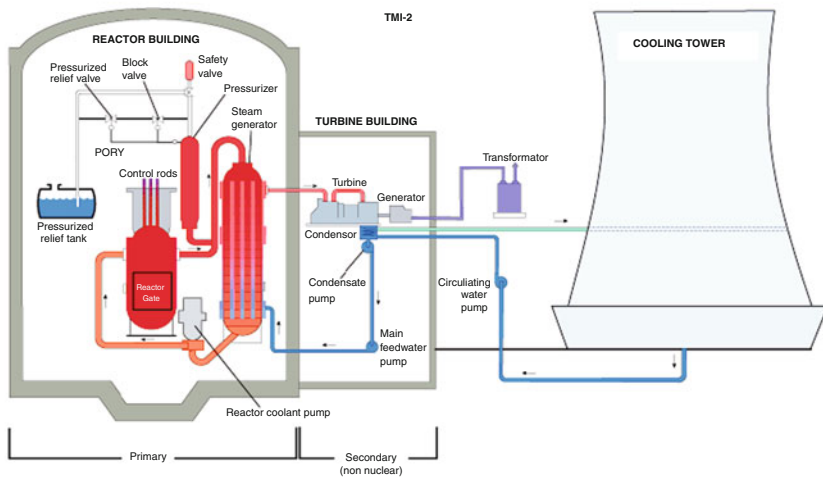 TMI-2
REACTOR BUILDING
COOLING TOWER
Pressurized
relief valve
Block
valve
Safety
valve
Pressurizer
Steam
generator
TURBINE BUILDING
PORY
Control rods
Turbine
Generator
Transformator
Pressurized
relief tank
Condensor
Condensate
pump
Reactor
Gate
Circuliating
water
pump
Main
feedwater
pump
Reactor coolant pump
Primary
Secondary
(non nuclear)